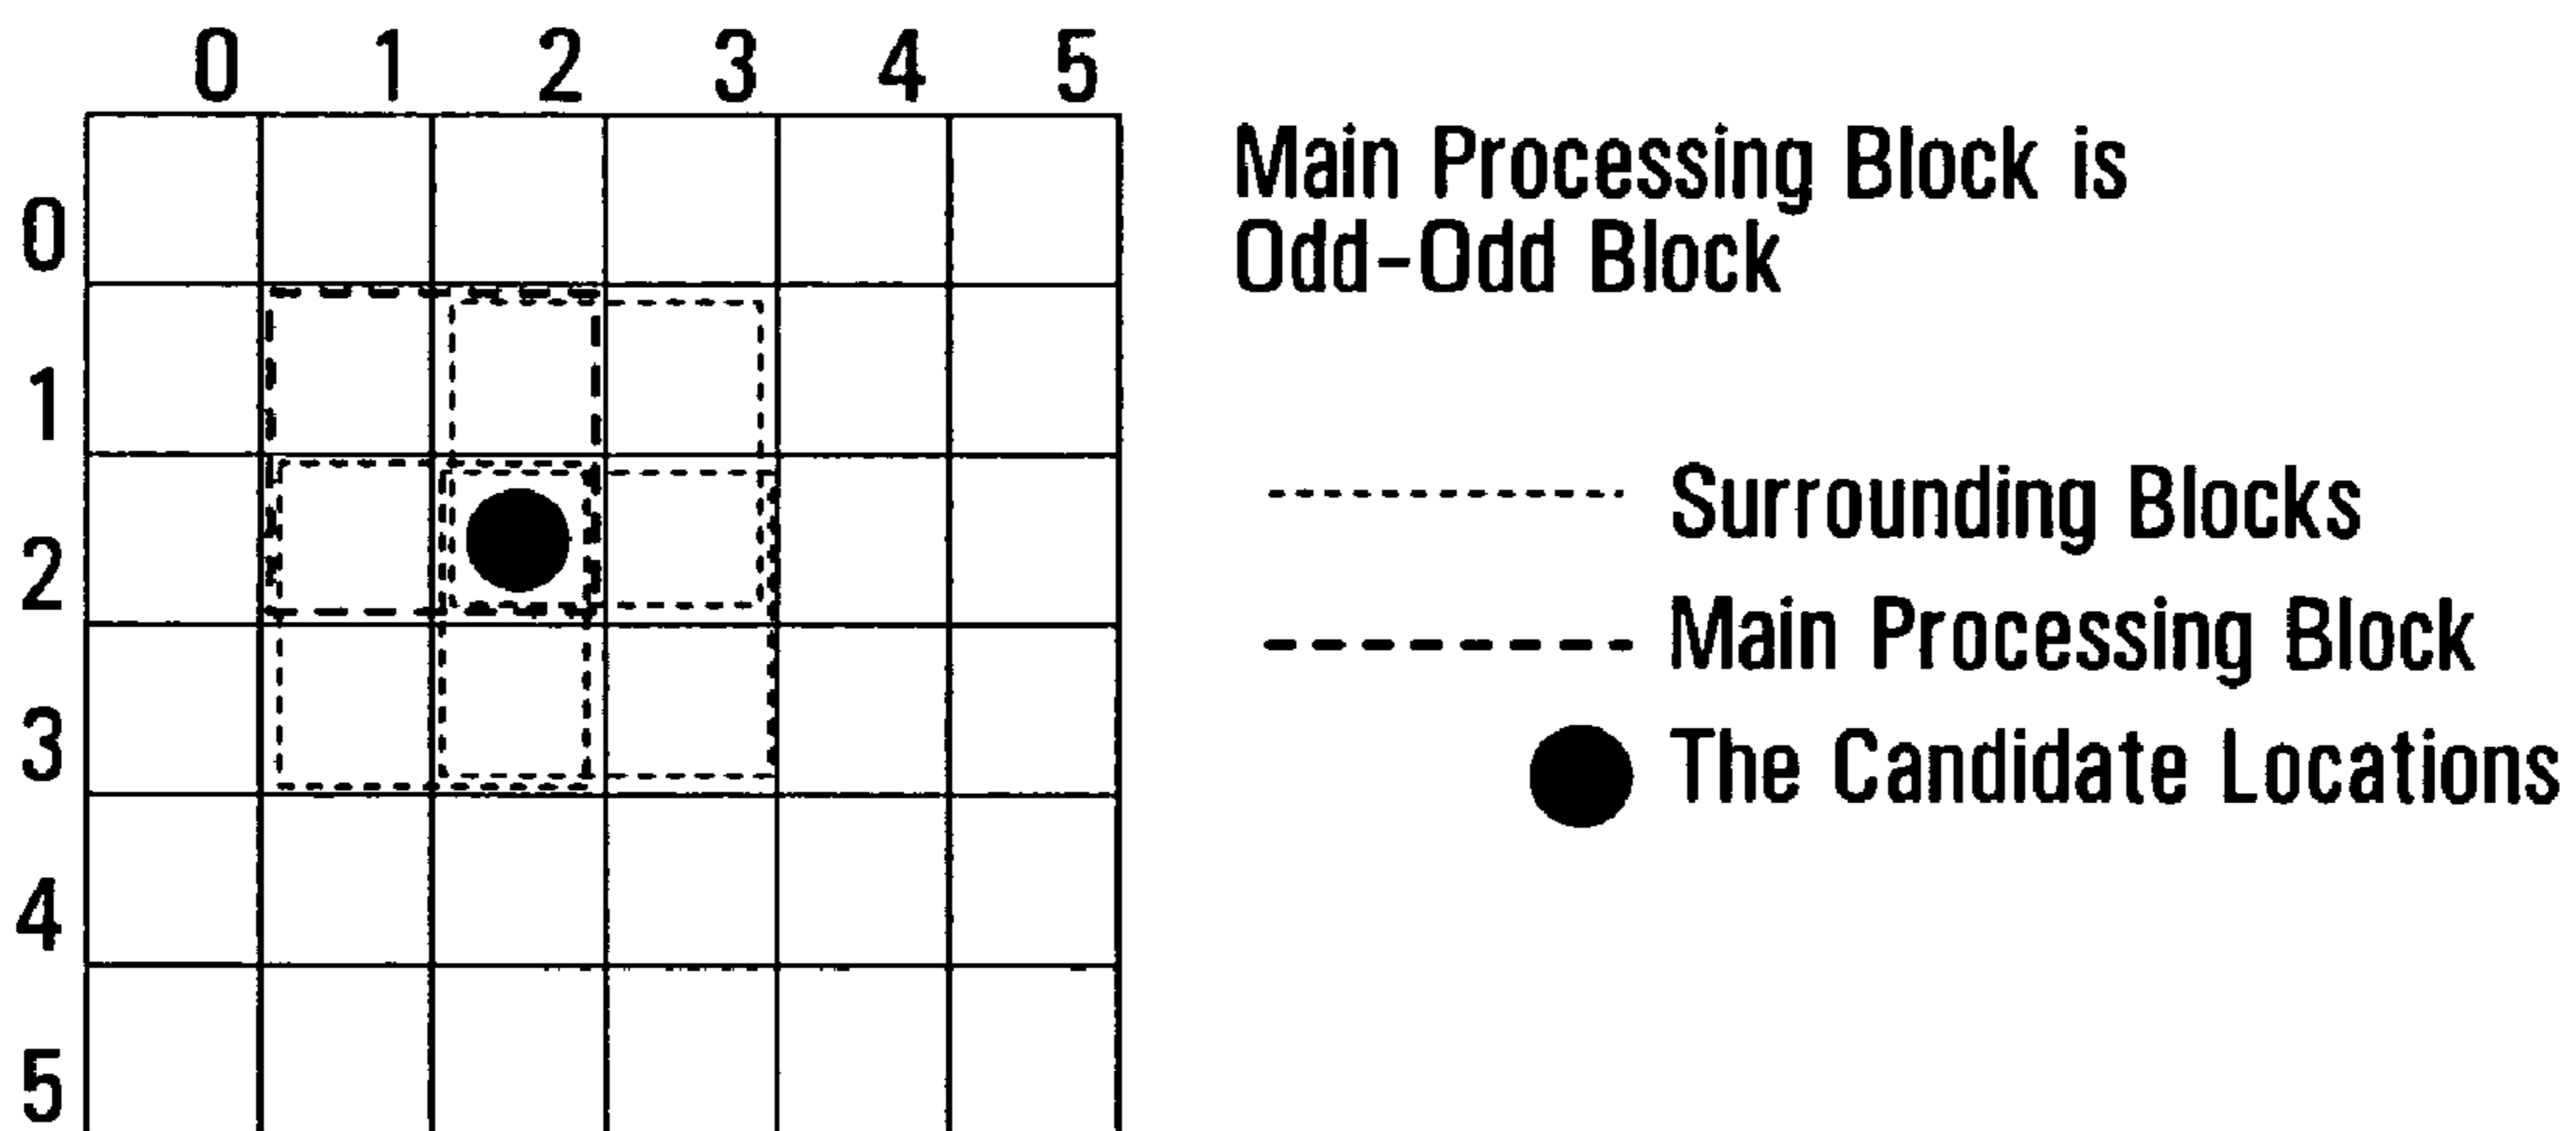 0 1 2 3 4 5
0
1
2
3
4
5
Main Processing Block is
Odd-Odd Block
Surrounding Blocks
Main Processing Block
The Candidate Locations